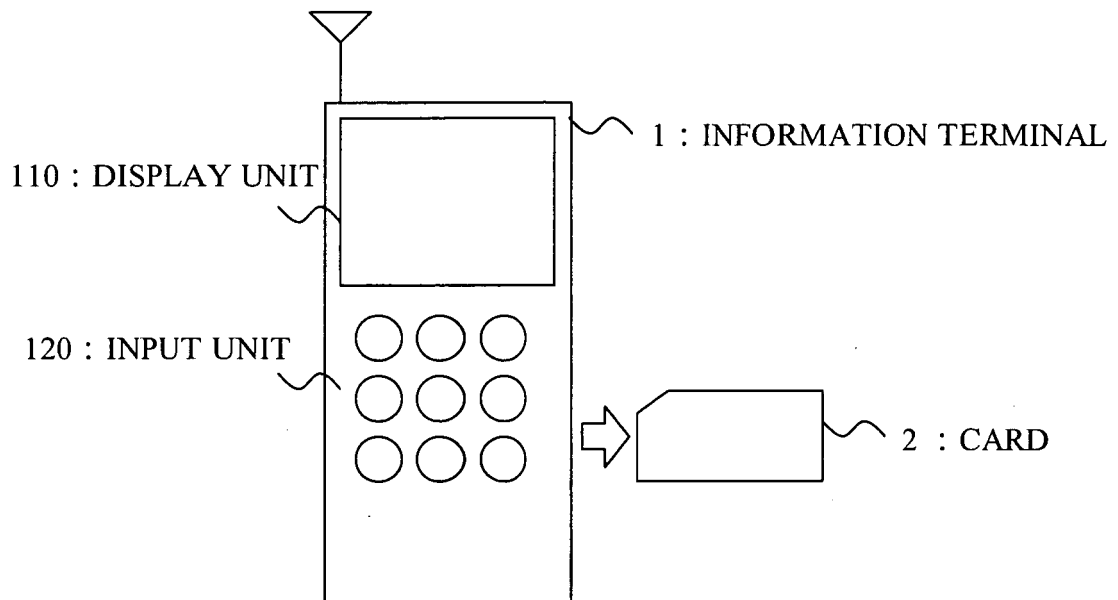 1 : INFORMATION TERMINAL
110 : DISPLAY UNIT
120 : INPUT UNIT
2 : CARD